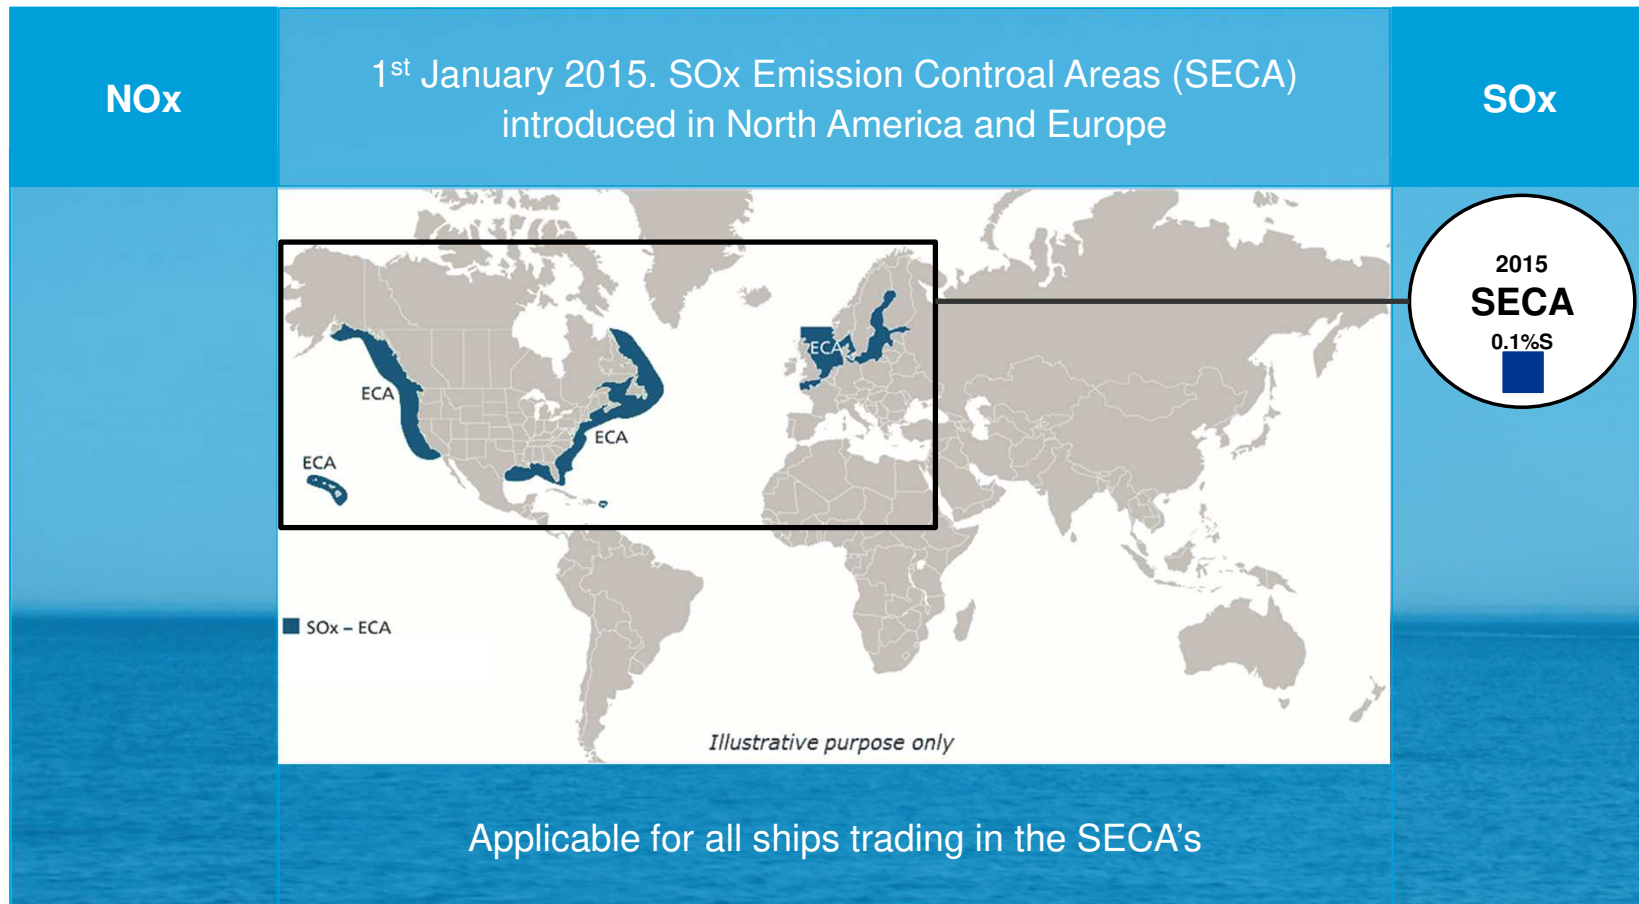 NOx
1st January 2015. SOx Emission Controal Areas (SECA)
introduced in North America and Europe
SOx
2015
SECA
0.1%S
ECA
ECA
ECA
ECA
SOx – ECA
Illustrative purpose only
Applicable for all ships trading in the SECA’s